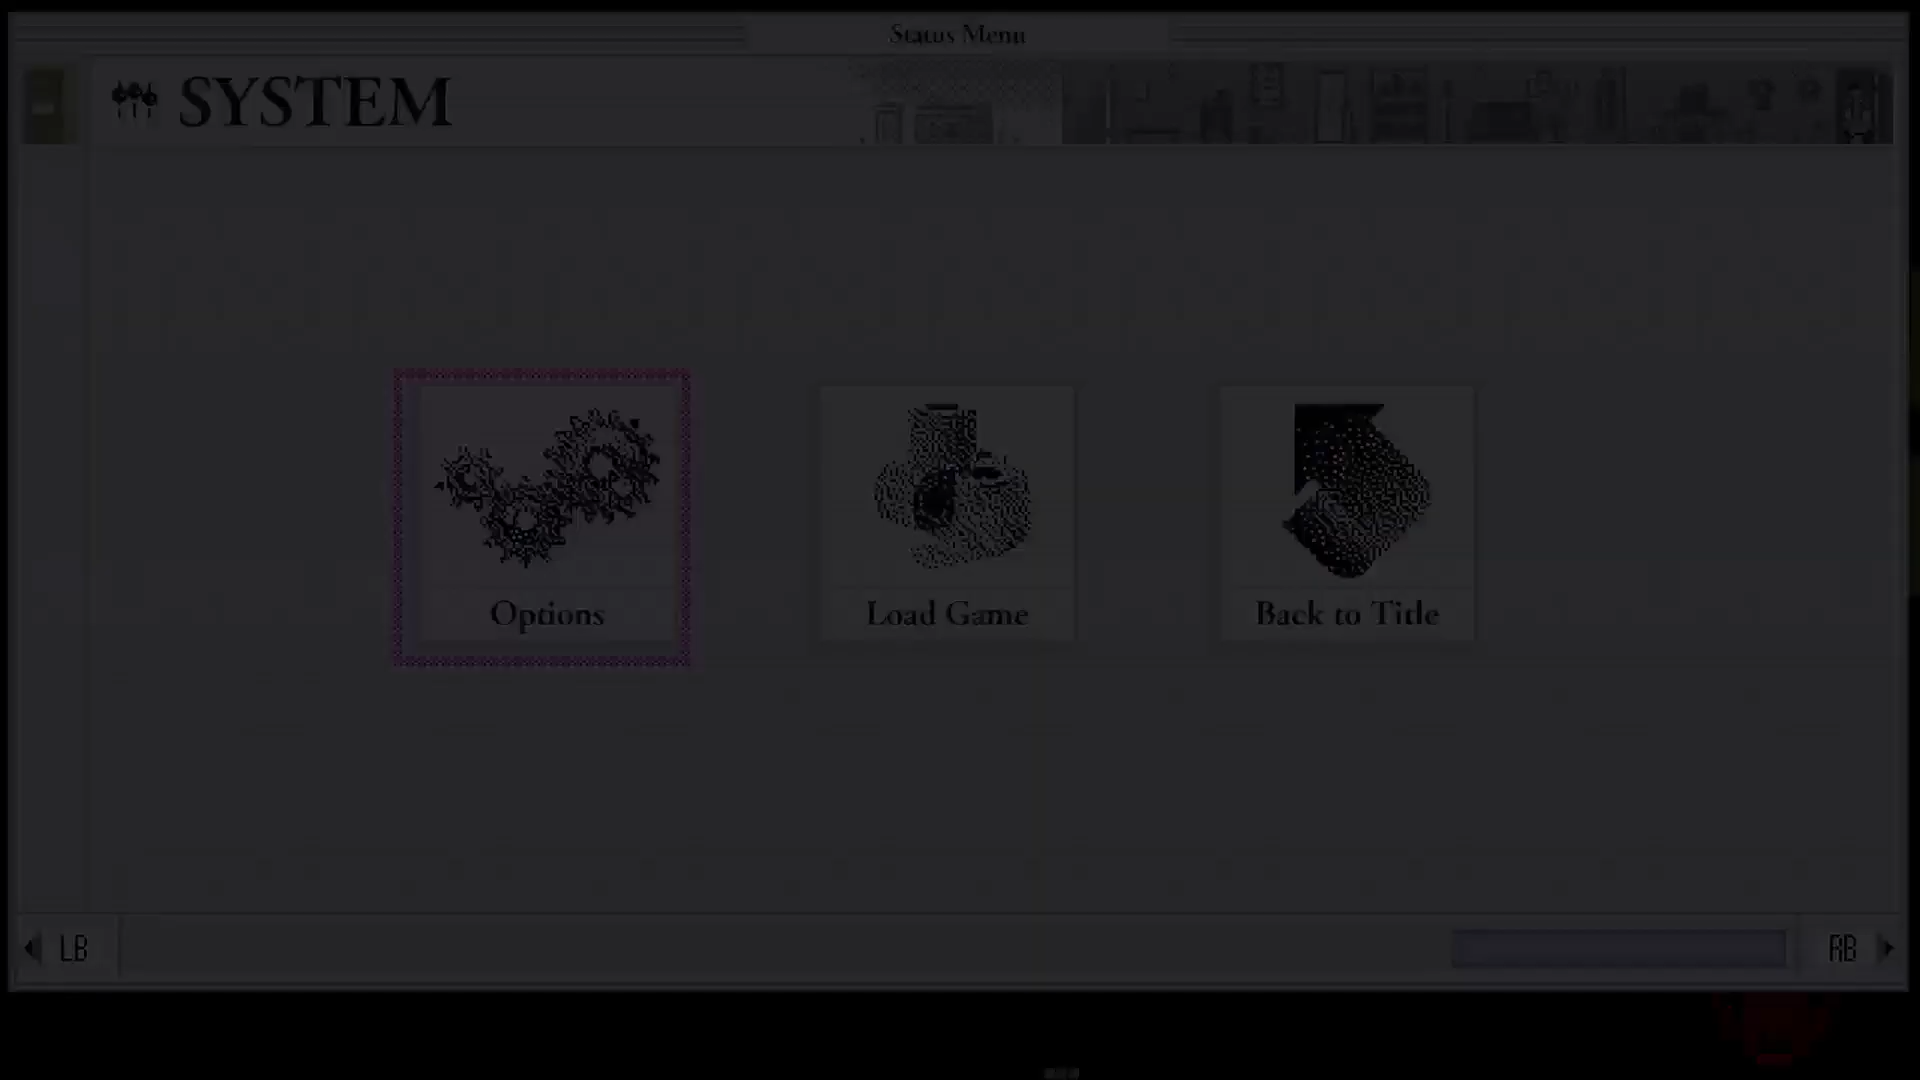 Status Menu
SYSTEM
Options
Load Game
Back to Title
LB
RB